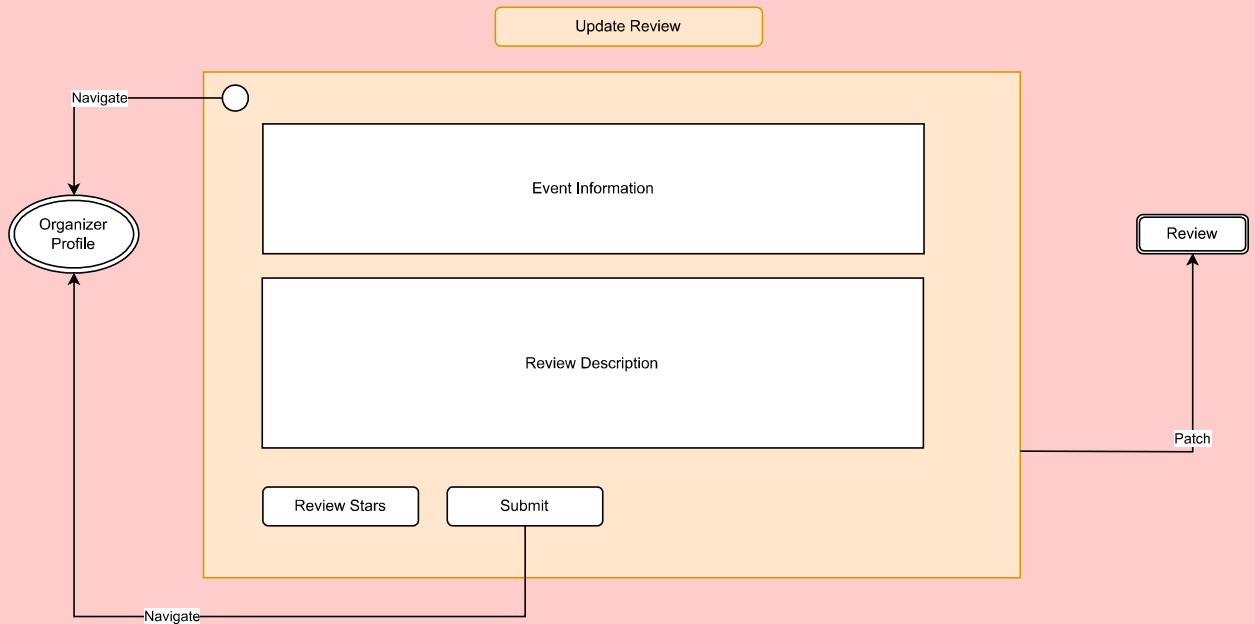 Update Review
Navigate
Event Information
Organizer
Profile
Review
Review Description
Patch
Review Stars
Submit
Navigate